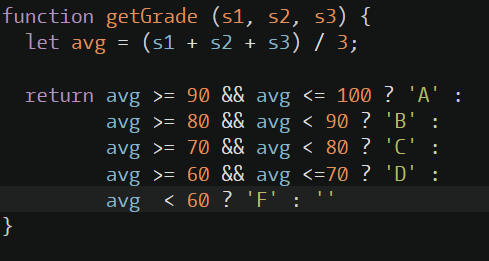 function getGrade (s1, s2, s3) {
  let avg = (s1 + s2 + s3) / 3;

  return avg >= 90 && avg <= 100 ? 'A' :
         avg >= 80 && avg < 90 ? 'B' :
         avg >= 70 && avg < 80 ? 'C' :
         avg >= 60 && avg <=70 ? 'D' :
         avg  < 60 ? 'F' : ''
}